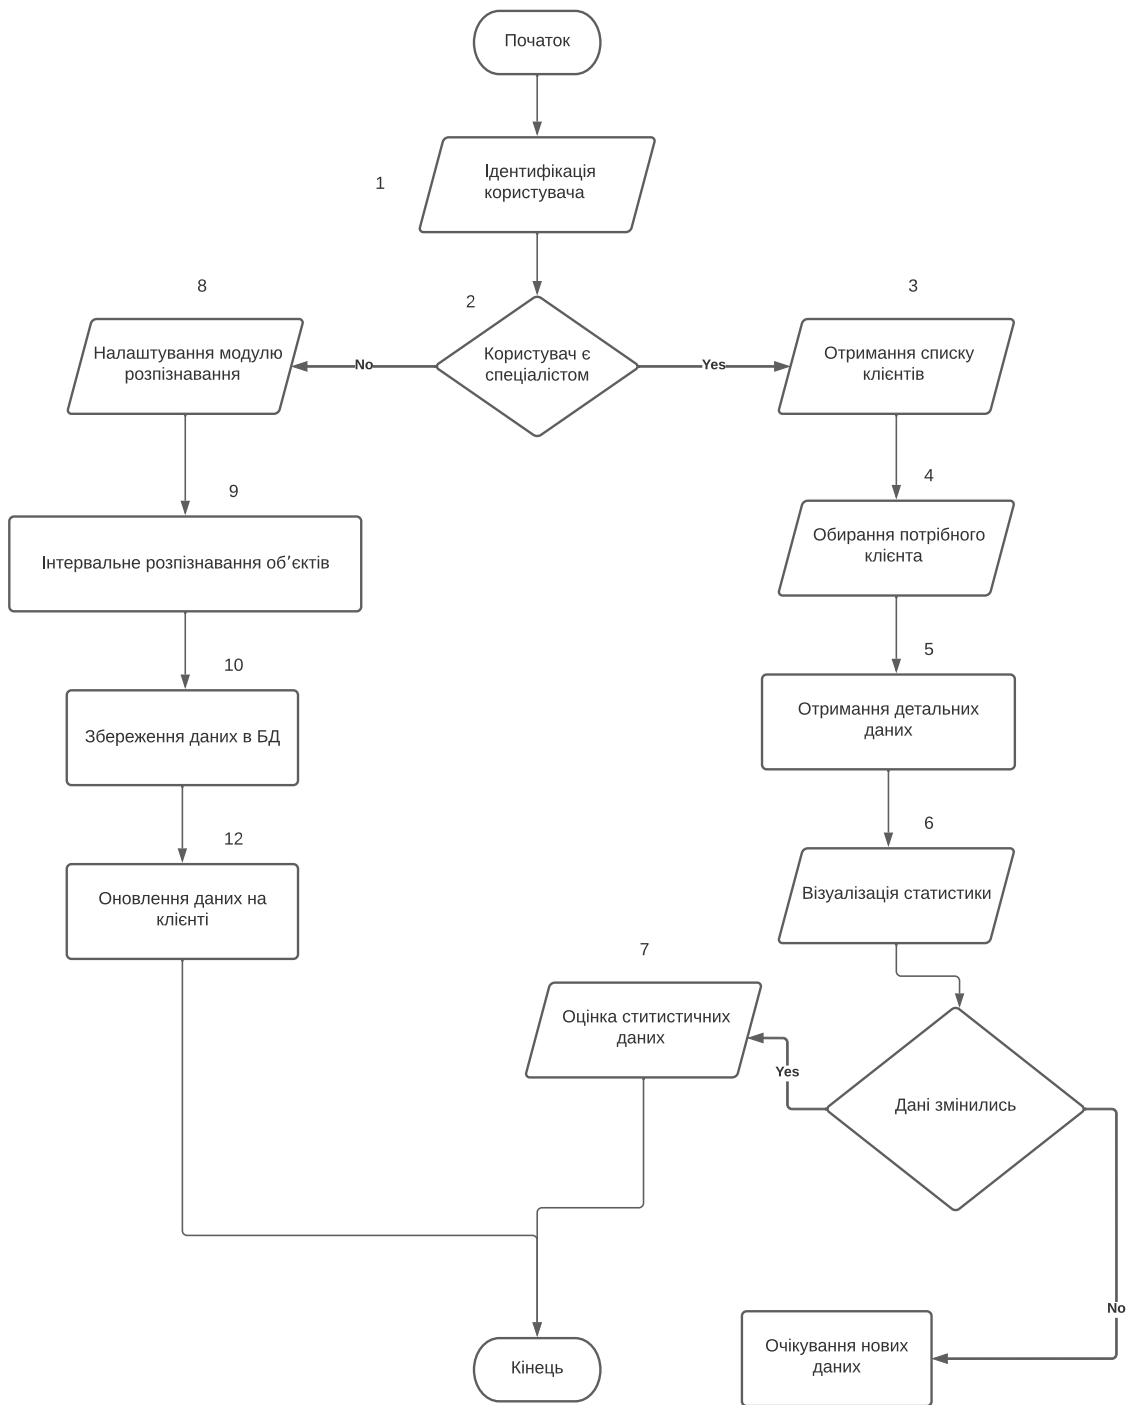 Початок
1
Ідентифікація
користувача
8
2
3
Налаштування модулю
розпізнавання
No
Користувач є
спеціалістом
Yes
Отримання списку
клієнтів
9
4
Інтервальне розпізнавання об’єктів
Обирання потрібного
клієнта
10
5
Збереження даних в БД
Отримання детальних
даних
12
6
Оновлення даних на
клієнті
Візуалізація статистики
7
Оцінка ститистичних
даних
Yes
Дані змінились
No
Кінець
Очікування нових
даних